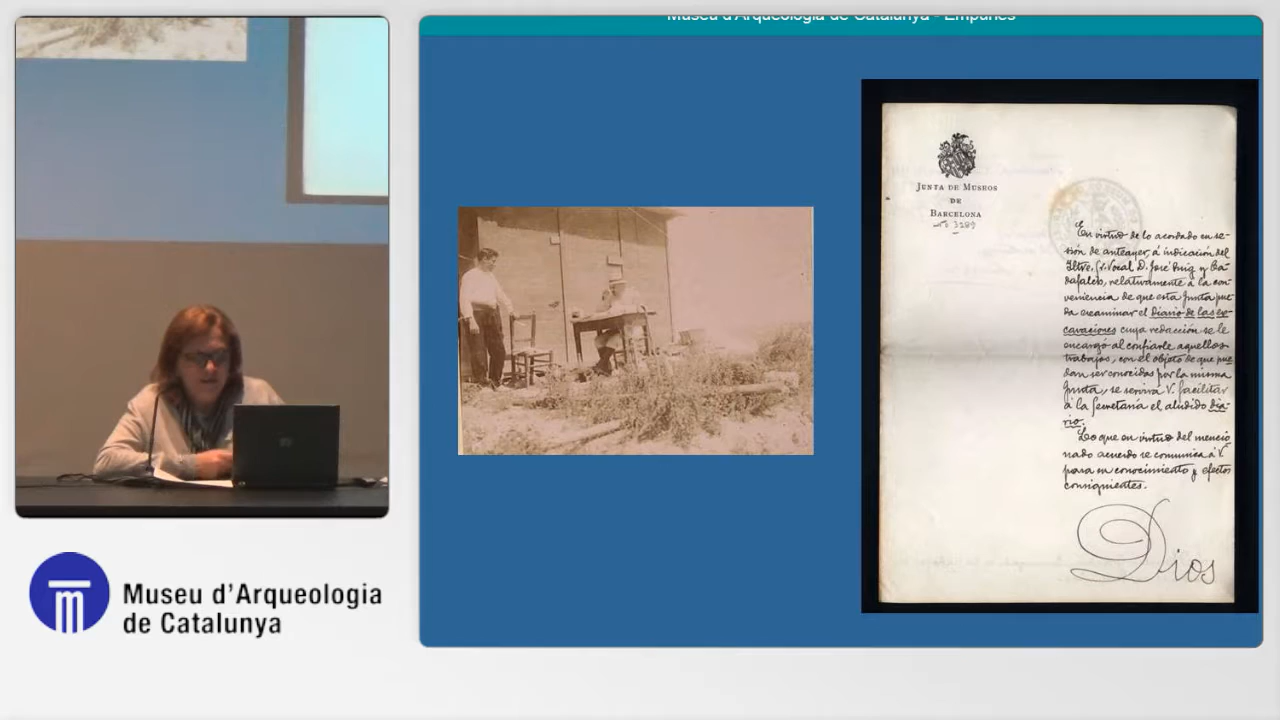 Museu d'Arqueologia de Catalunya - Empúries
JUNTA DE MUSEOS
DE
BARCELONA
Nº 3289
En virtud de lo acordado en se-
sión de anteayer, á indicación del
Iltre. Sr. Vocal D. José Puig y Ca-
dafalch, relativamente á la con-
veniencia de que esta Junta pue-
da examinar el diario de las ex-
cavaciones cuya redacción se le
encargó al confiarle aquellos
trabajos, con el objeto de que pue-
dan ser conocidas por la misma
Junta, se servirá V. facilitar
á la Secretaría el aludido dia-
rio.
Lo que en virtud del mencio-
nado acuerdo se comunica á V.
para su conocimiento y efectos
consiguientes.
Dios
m
Museu d'Arqueologia
de Catalunya